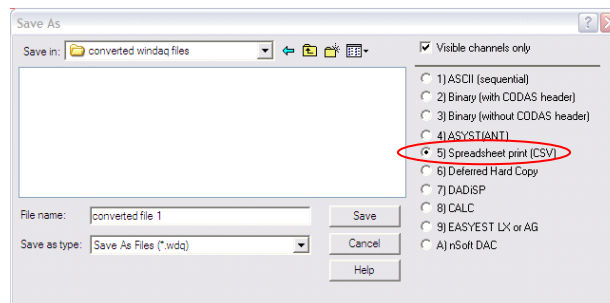 Save As
Save in: converted windaq files
Visible channels only
1) ASCII (sequential)
2) Binary (with CODAS header)
3) Binary (without CODAS header)
4) ASYST(ANT)
5) Spreadsheet print (CSV)
6) Deferred Hard Copy
7) DADiSP
8) CALC
9) EASYEST LX or AG
A) nSoft DAC
File name: converted file 1
Save
Save as type: Save As Files (*.wdq)
Cancel
Help